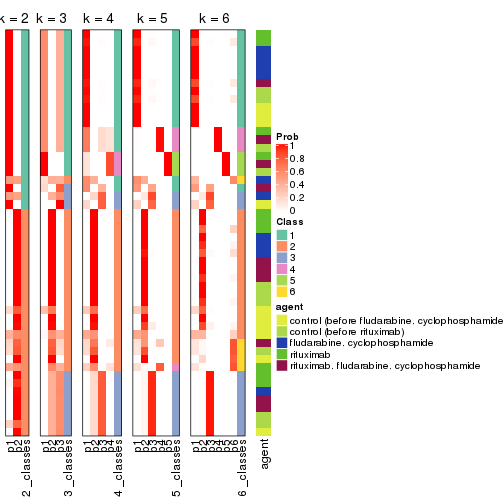 k = 2
k = 3
k = 4
k = 5
k = 6
Prob
1
0.8
0.6
0.4
0.2
0
Class
1
2
3
4
5
6
agent
control (before fludarabine. cyclophosphamide
control (before rituximab)
fludarabine. cyclophosphamide
rituximab
rituximab. fludarabine. cyclophosphamide
p1
p2
2_classes
p1
p2
p3
3_classes
p1
p2
p3
p4
4_classes
p1
p2
p3
p4
p5
5_classes
p1
p2
p3
p4
p5
p6
6_classes
agent